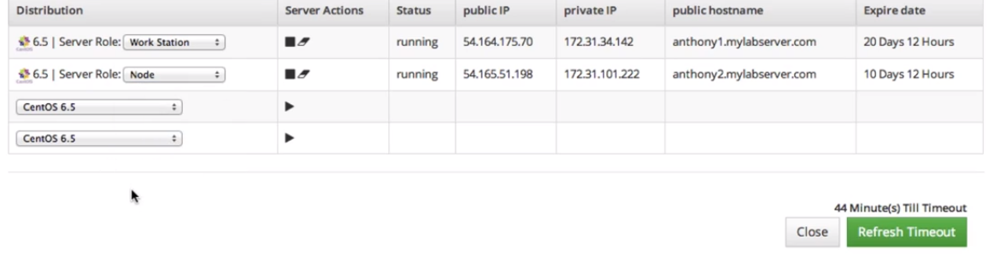 Distribution Server Actions Status public IP private IP public hostname Expire date
6.5 | Server Role: Work Station running 54.164.175.70 172.31.34.142 anthony1.mylabserver.com 20 Days 12 Hours
6.5 | Server Role: Node running 54.165.51.198 172.31.101.222 anthony2.mylabserver.com 10 Days 12 Hours
CentOS 6.5
CentOS 6.5
44 Minute(s) Till Timeout
Close Refresh Timeout